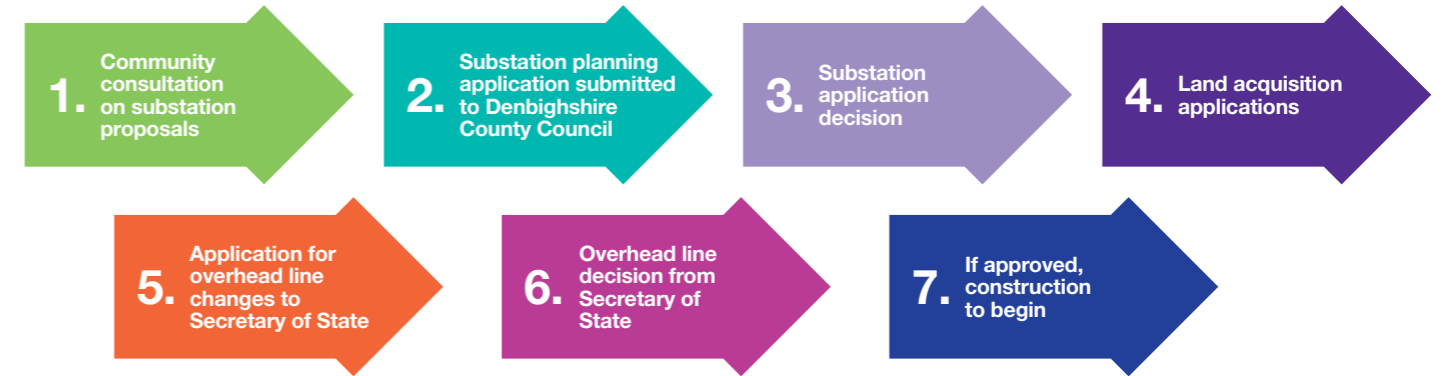 1.
Community
consultation
on substation
proposals
2.
Substation planning
application submitted
to Denbighshire
County Council
3.
Substation
application
decision
4.
Land acquisition
applications
5.
Application for
overhead line
changes to
Secretary of State
6.
Overhead line
decision from
Secretary of
State
7.
If approved,
construction
to begin